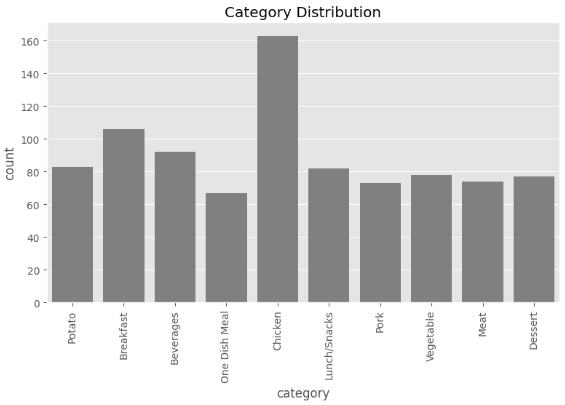 Category Distribution
160
140
120
100
80
60
40
20
0
count
Potato
Breakfast
Beverages
One Dish Meal
Chicken
Lunch/Snacks
Pork
Vegetable
Meat
Dessert
category